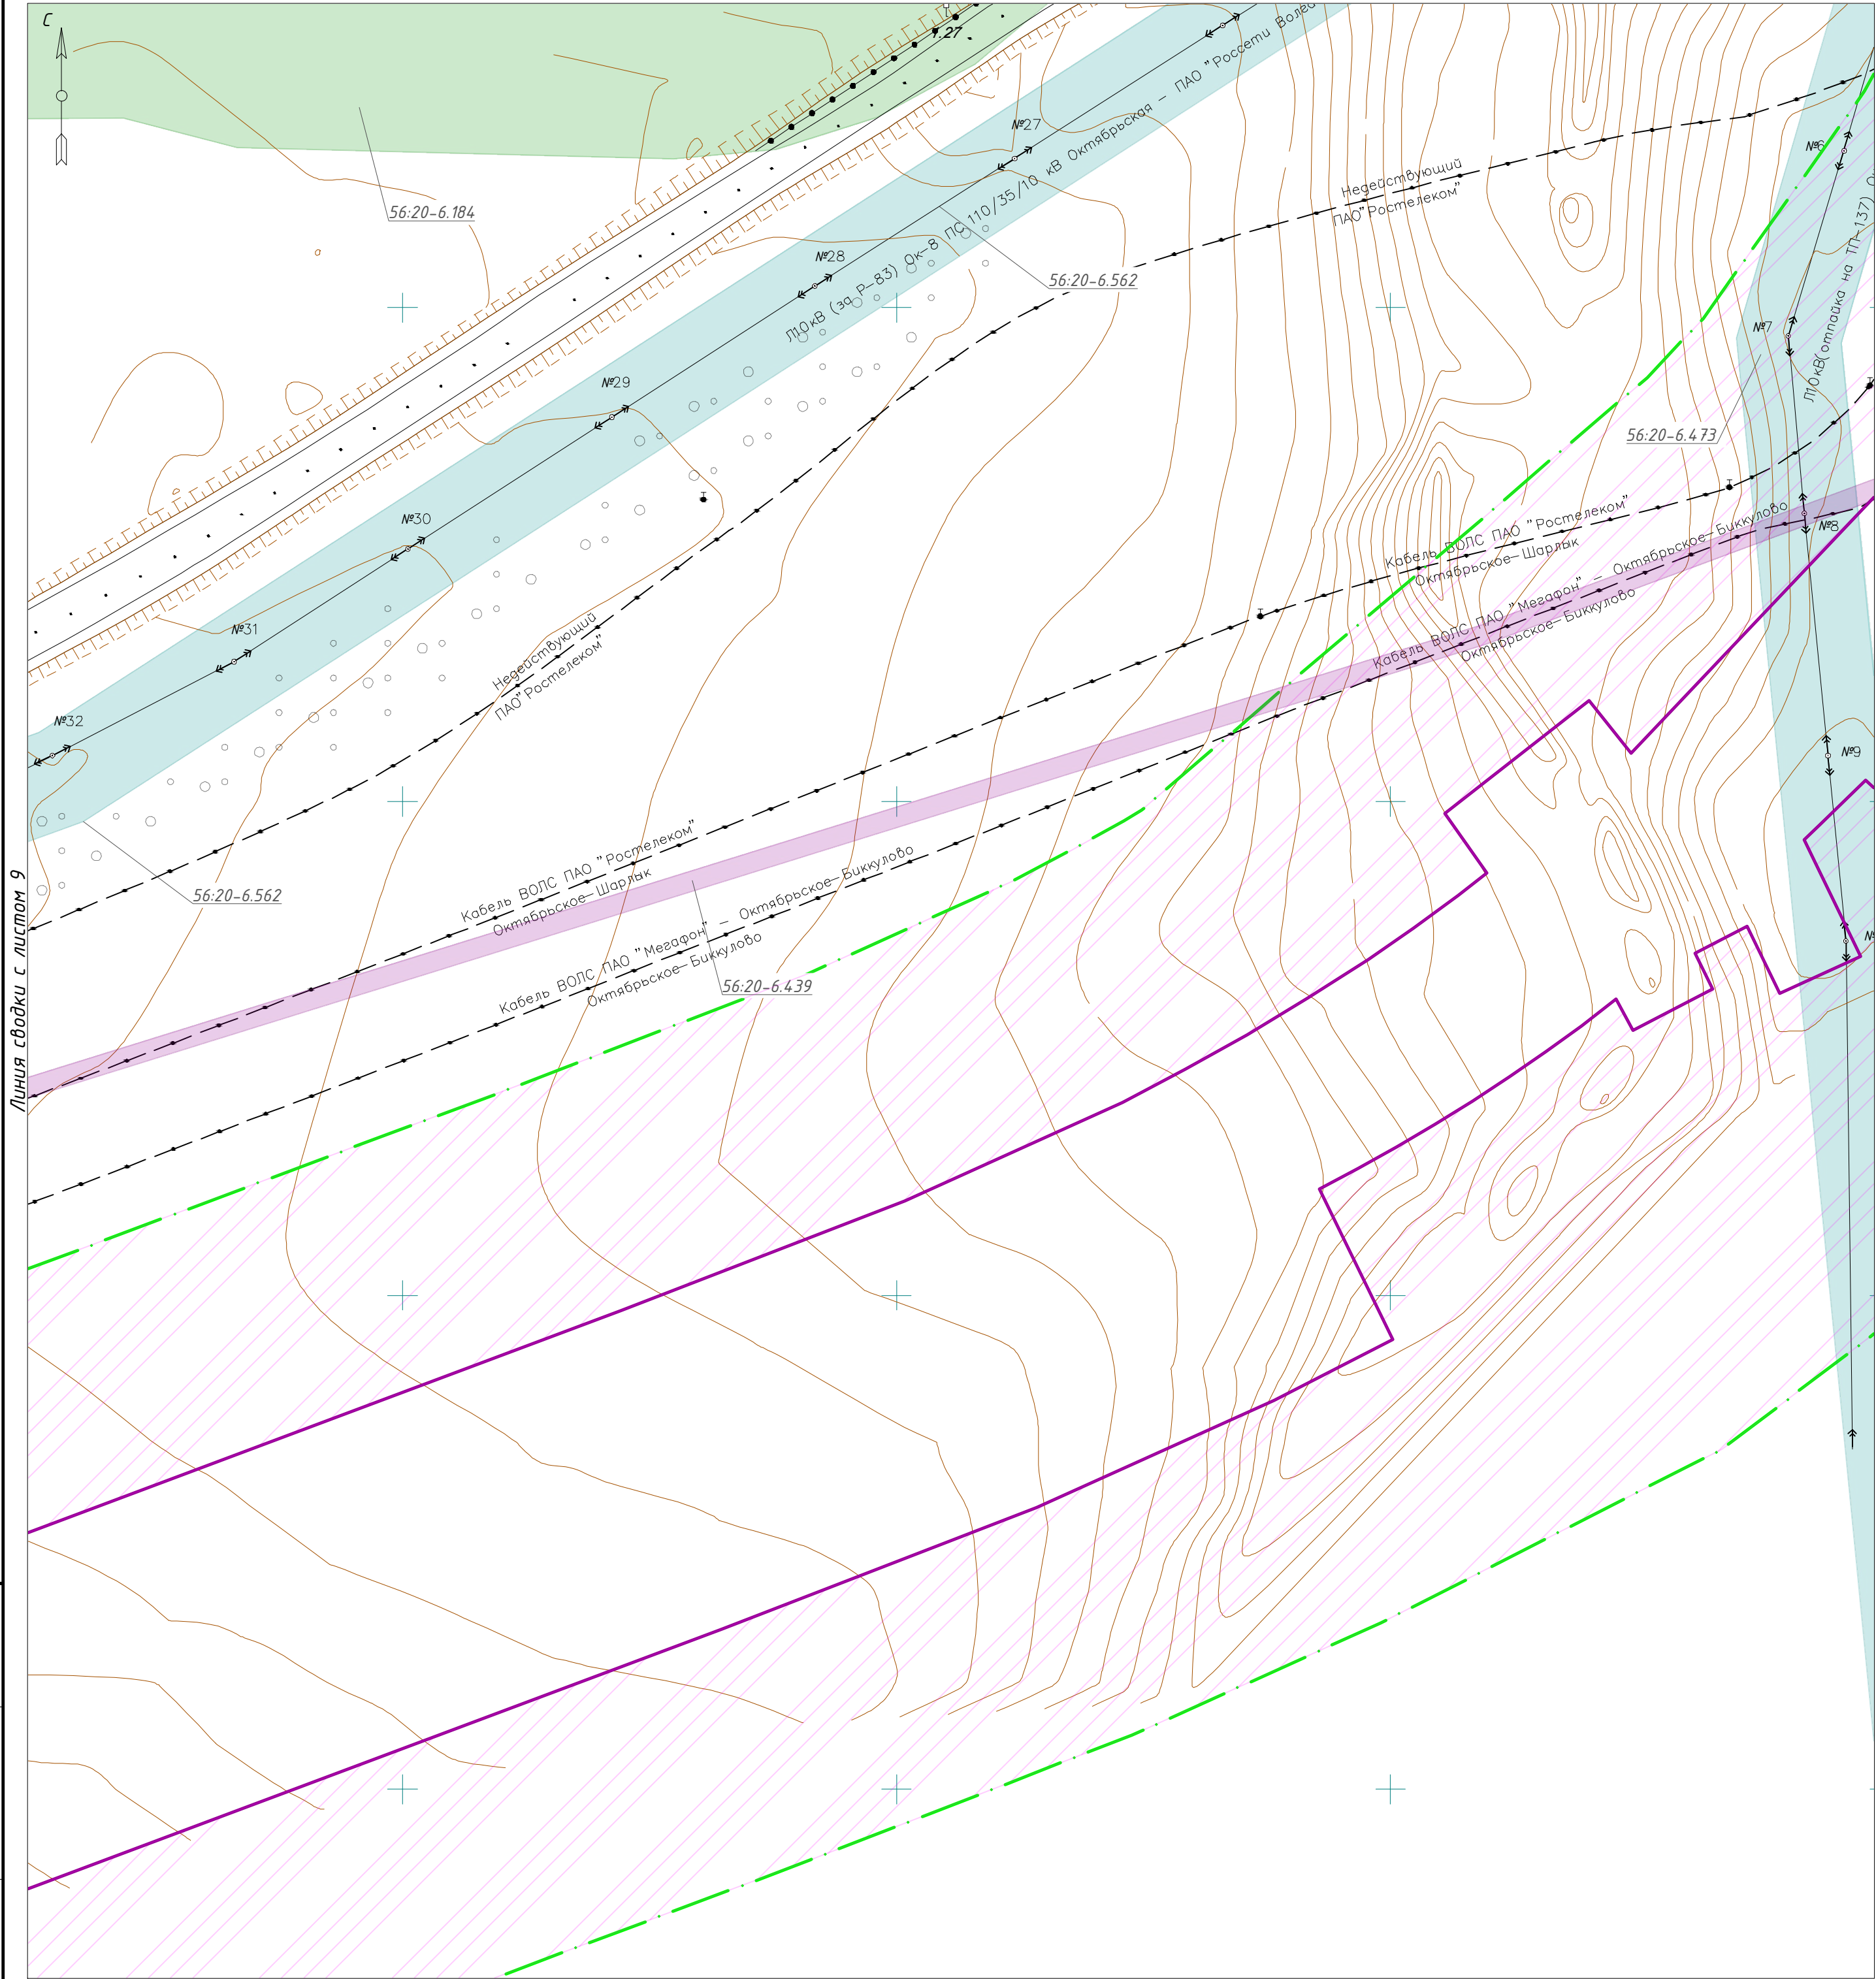 С
1.27
№27
56:20-6.184
№28
Л10кВ (за Р-83) Ок-8 ПС 110/35/10 кВ Октябрьская - ПАО "Россети
56:20-6.562
Недействующий
ПАО"Ростелеком"
№6
№7
Л10кВ(отпайка на ТП-137)
56:20-6.473
№29
№30
№31
№32
Недействующий
ПАО"Ростелеком"
Кабель ВОЛС ПАО "Ростелеком"
Октябрьское-Шарлык
№8
Кабель ВОЛС ПАО "Мегафон" - Октябрьское-Биккулово
Октябрьское-Биккулово
№9
56:20-6.562
Кабель ВОЛС ПАО "Ростелеком"
Октябрьское-Шарлык
Кабель ВОЛС ПАО "Мегафон" - Октябрьское-Биккулово
Октябрьское-Биккулово
56:20-6.439
Линия сводки с листом 9